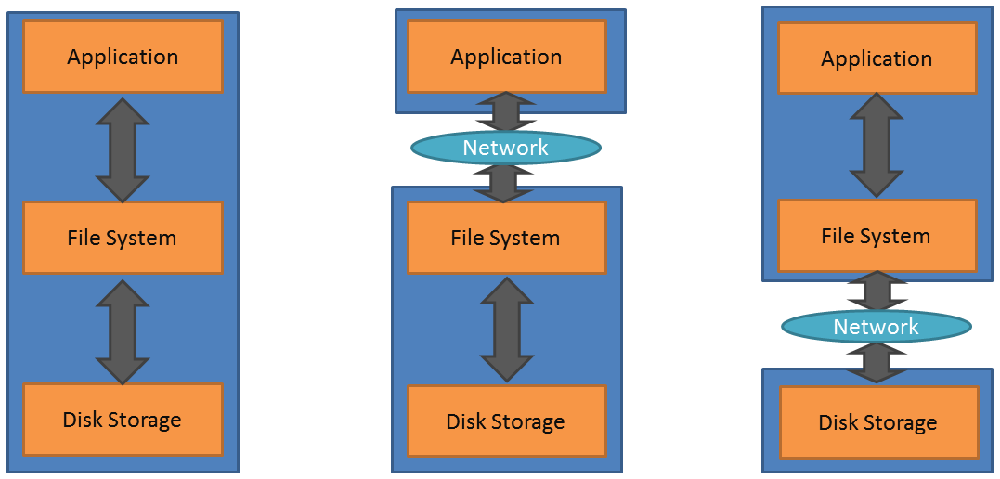 Application
File System
Disk Storage
Application
Network
File System
Disk Storage
Application
File System
Network
Disk Storage